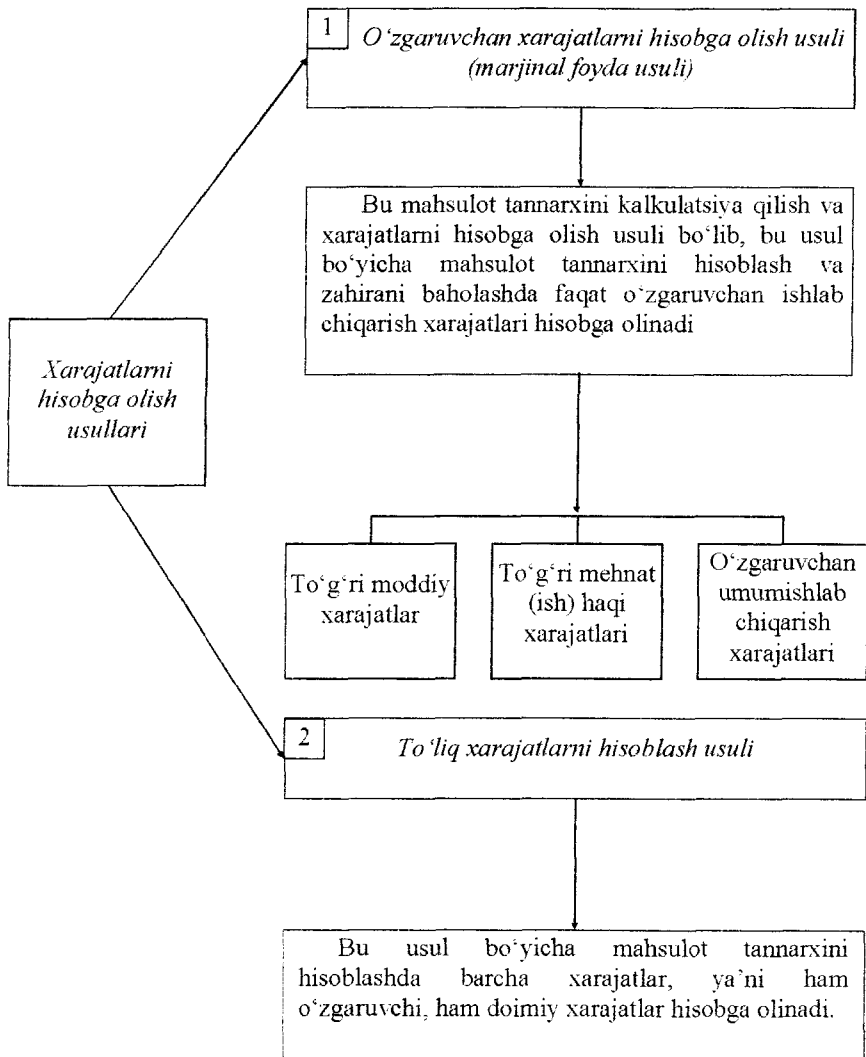 1
O‘zgaruvchan xarajatlarni hisobga olish usuli
(marjinal foyda usuli)
Bu mahsulot tannarxini kalkulatsiya qilish va
xarajatlarni hisobga olish usuli bo‘lib, bu usul
bo‘yicha mahsulot tannarxini hisoblash va
zahirani baholashda faqat o‘zgaruvchan ishlab
chiqarish xarajatlari hisobga olinadi
Xarajatlarni
hisobga olish
usullari
To‘g‘ri moddiy
xarajatlar
To‘g‘ri mehnat
(ish) haqi
xarajatlari
O‘zgaruvchan
umumishlab
chiqarish
xarajatlari
2
To‘liq xarajatlarni hisoblash usuli
Bu usul bo‘yicha mahsulot tannarxini
hisoblashda barcha xarajatlar, ya’ni ham
o‘zgaruvchi, ham doimiy xarajatlar hisobga olinadi.